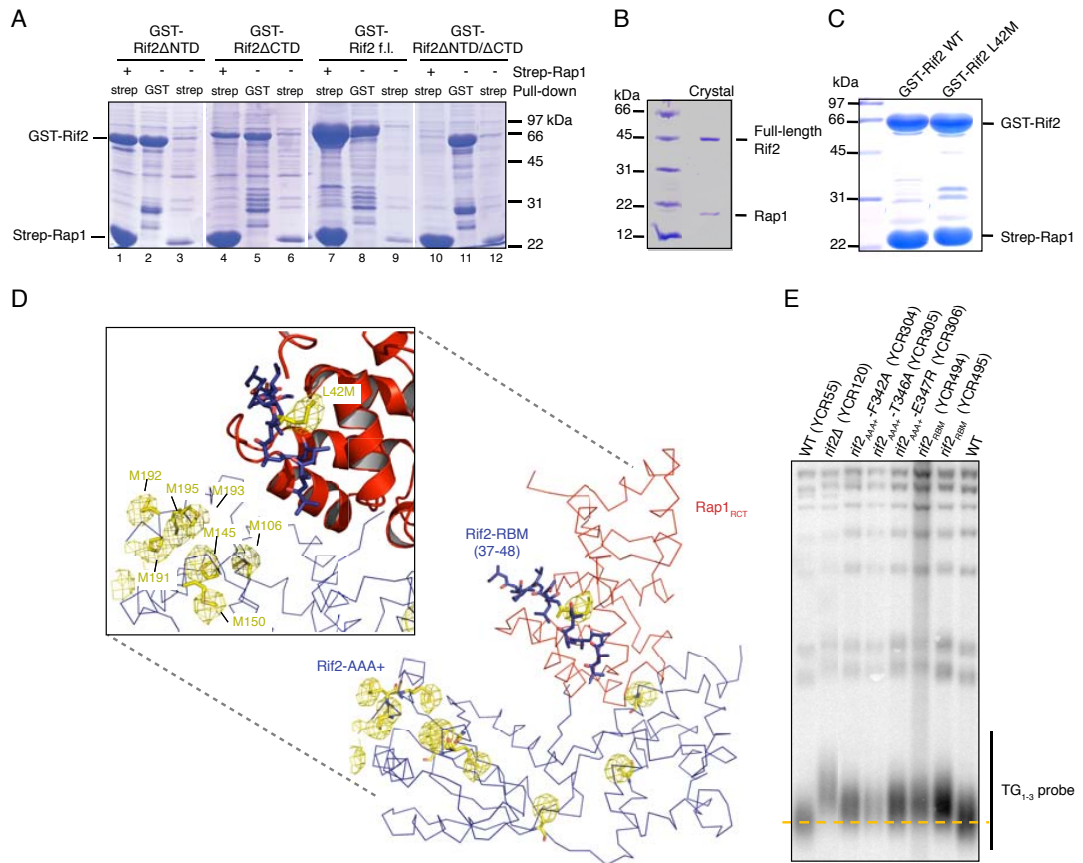 A
GST-Rif2ΔNTD
GST-Rif2ΔCTD
GST-Rif2 f.l.
GST-Rif2ΔNTD/ΔCTD
+ - - + - - + - - + - - Strep-Rap1
strep GST strep strep GST strep strep GST strep strep GST strep Pull-down
97 kDa
GST-Rif2
66
45
31
Strep-Rap1
22
1 2 3 4 5 6 7 8 9 10 11 12
B
kDa
Crystal
66
45
Full-length Rif2
31
22
Rap1
12
C
kDa
GST-Rif2 WT
GST-Rif2 L42M
97
66
GST-Rif2
45
31
22
Strep-Rap1
D
L42M
M192
M195
M193
M145
M106
M191
M150
Rap1RCT
Rif2-RBM
(37-48)
Rif2-AAA+
E
WT (YCR55)
rif2Δ (YCR120)
rif2AAA+-F342A (YCR304)
rif2AAA+-T346A (YCR305)
rif2AAA+-E347R (YCR306)
rif2RBM (YCR494)
rif2RBM (YCR495)
WT
TG1-3 probe